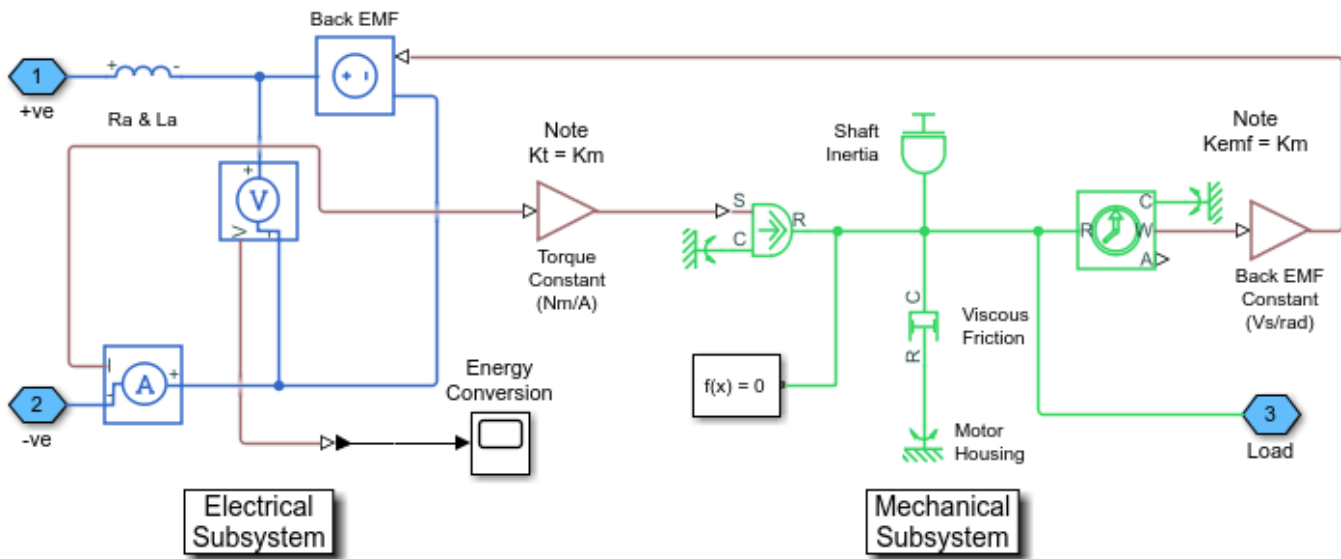 Back EMF
+
-
1
+ve
Ra & La
+ -
Note
Kt = Km
Shaft
Inertia
Note
Kemf = Km
+
V
V
-
S
C
R
Torque
Constant
(Nm/A)
R
C
W
A
Back EMF
Constant
(Vs/rad)
C
R
Viscous
Friction
I
A
+
-
2
-ve
Energy
Conversion
f(x) = 0
Motor
Housing
3
Load
Electrical
Subsystem
Mechanical
Subsystem